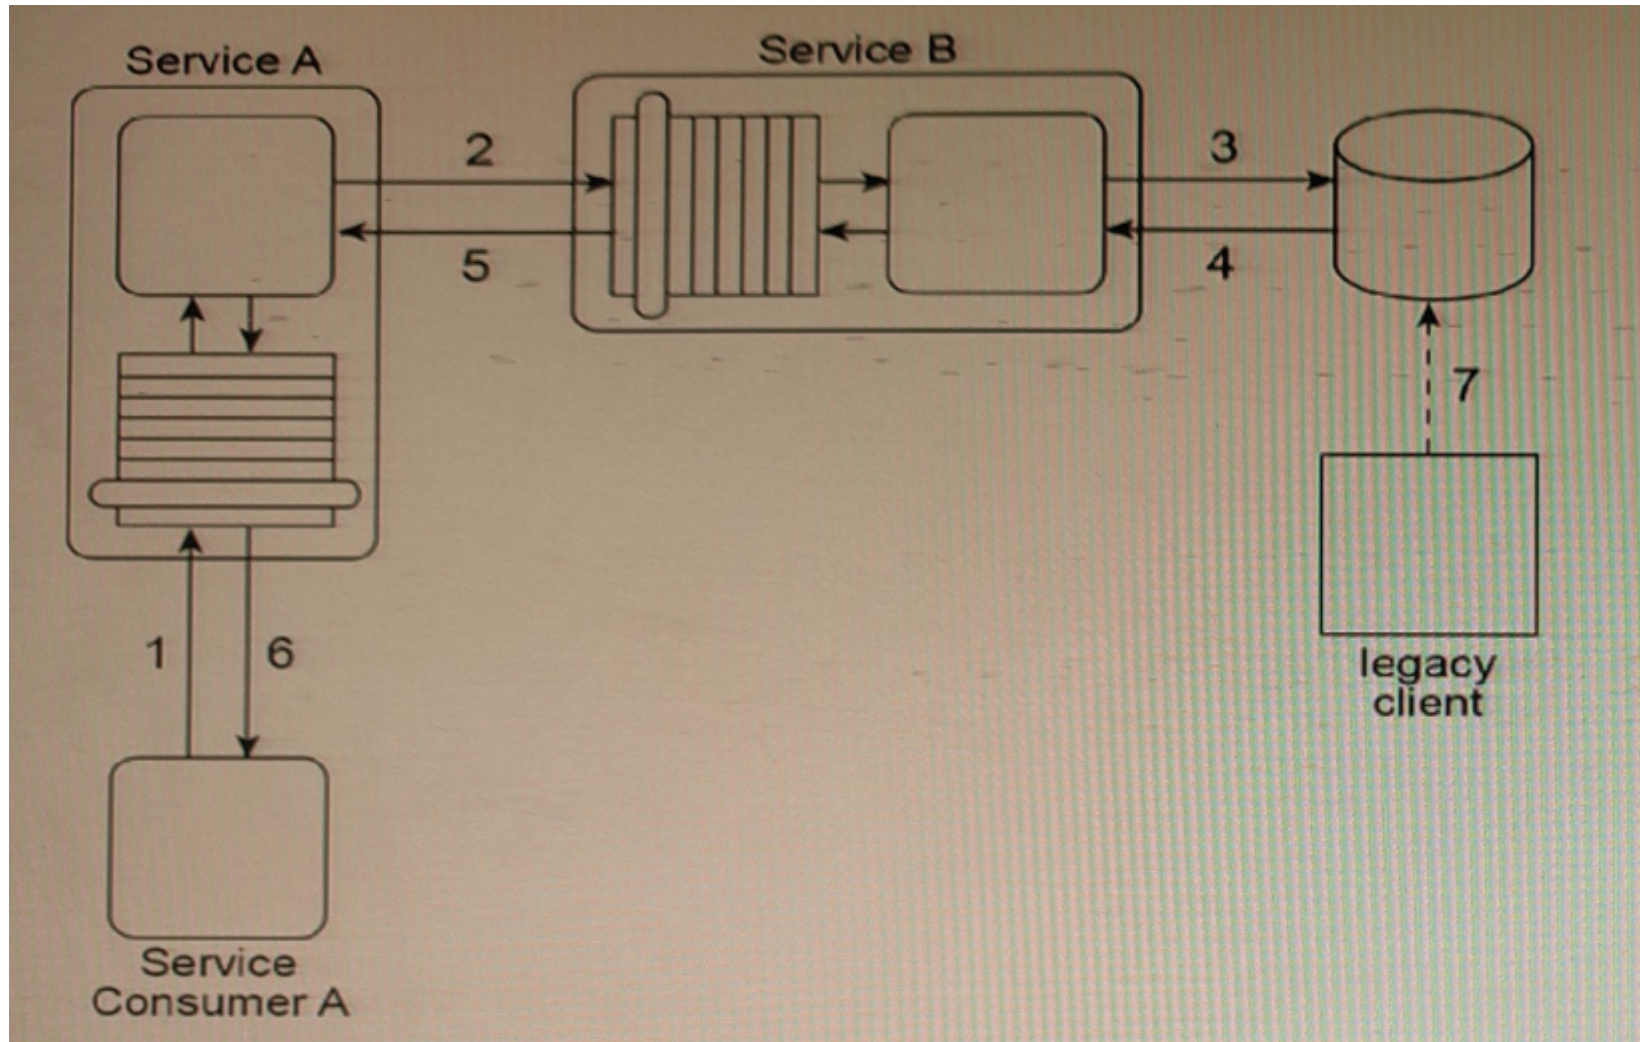 Service A
Service B
2
3
5
4
7
1
6
legacy
client
Service
Consumer A